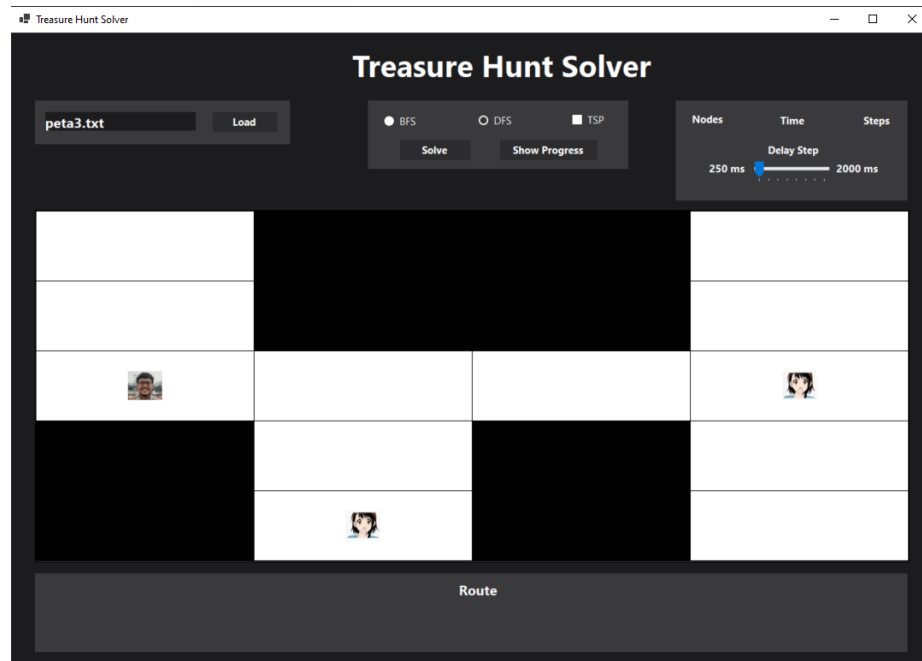 Treasure Hunt Solver
Treasure Hunt Solver
peta3.txt Load
BFS DFS TSP
Solve Show Progress
Nodes Time Steps
Delay Step
250 ms 2000 ms
Route